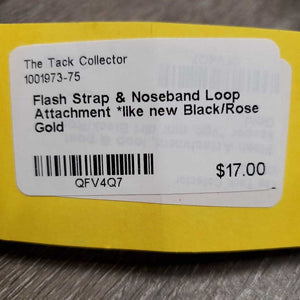 The Tack Collector
1001973-75
Flash Strap & Noseband Loop
Attachment *like new Black/Rose
Gold
$17.00
QFV4Q7